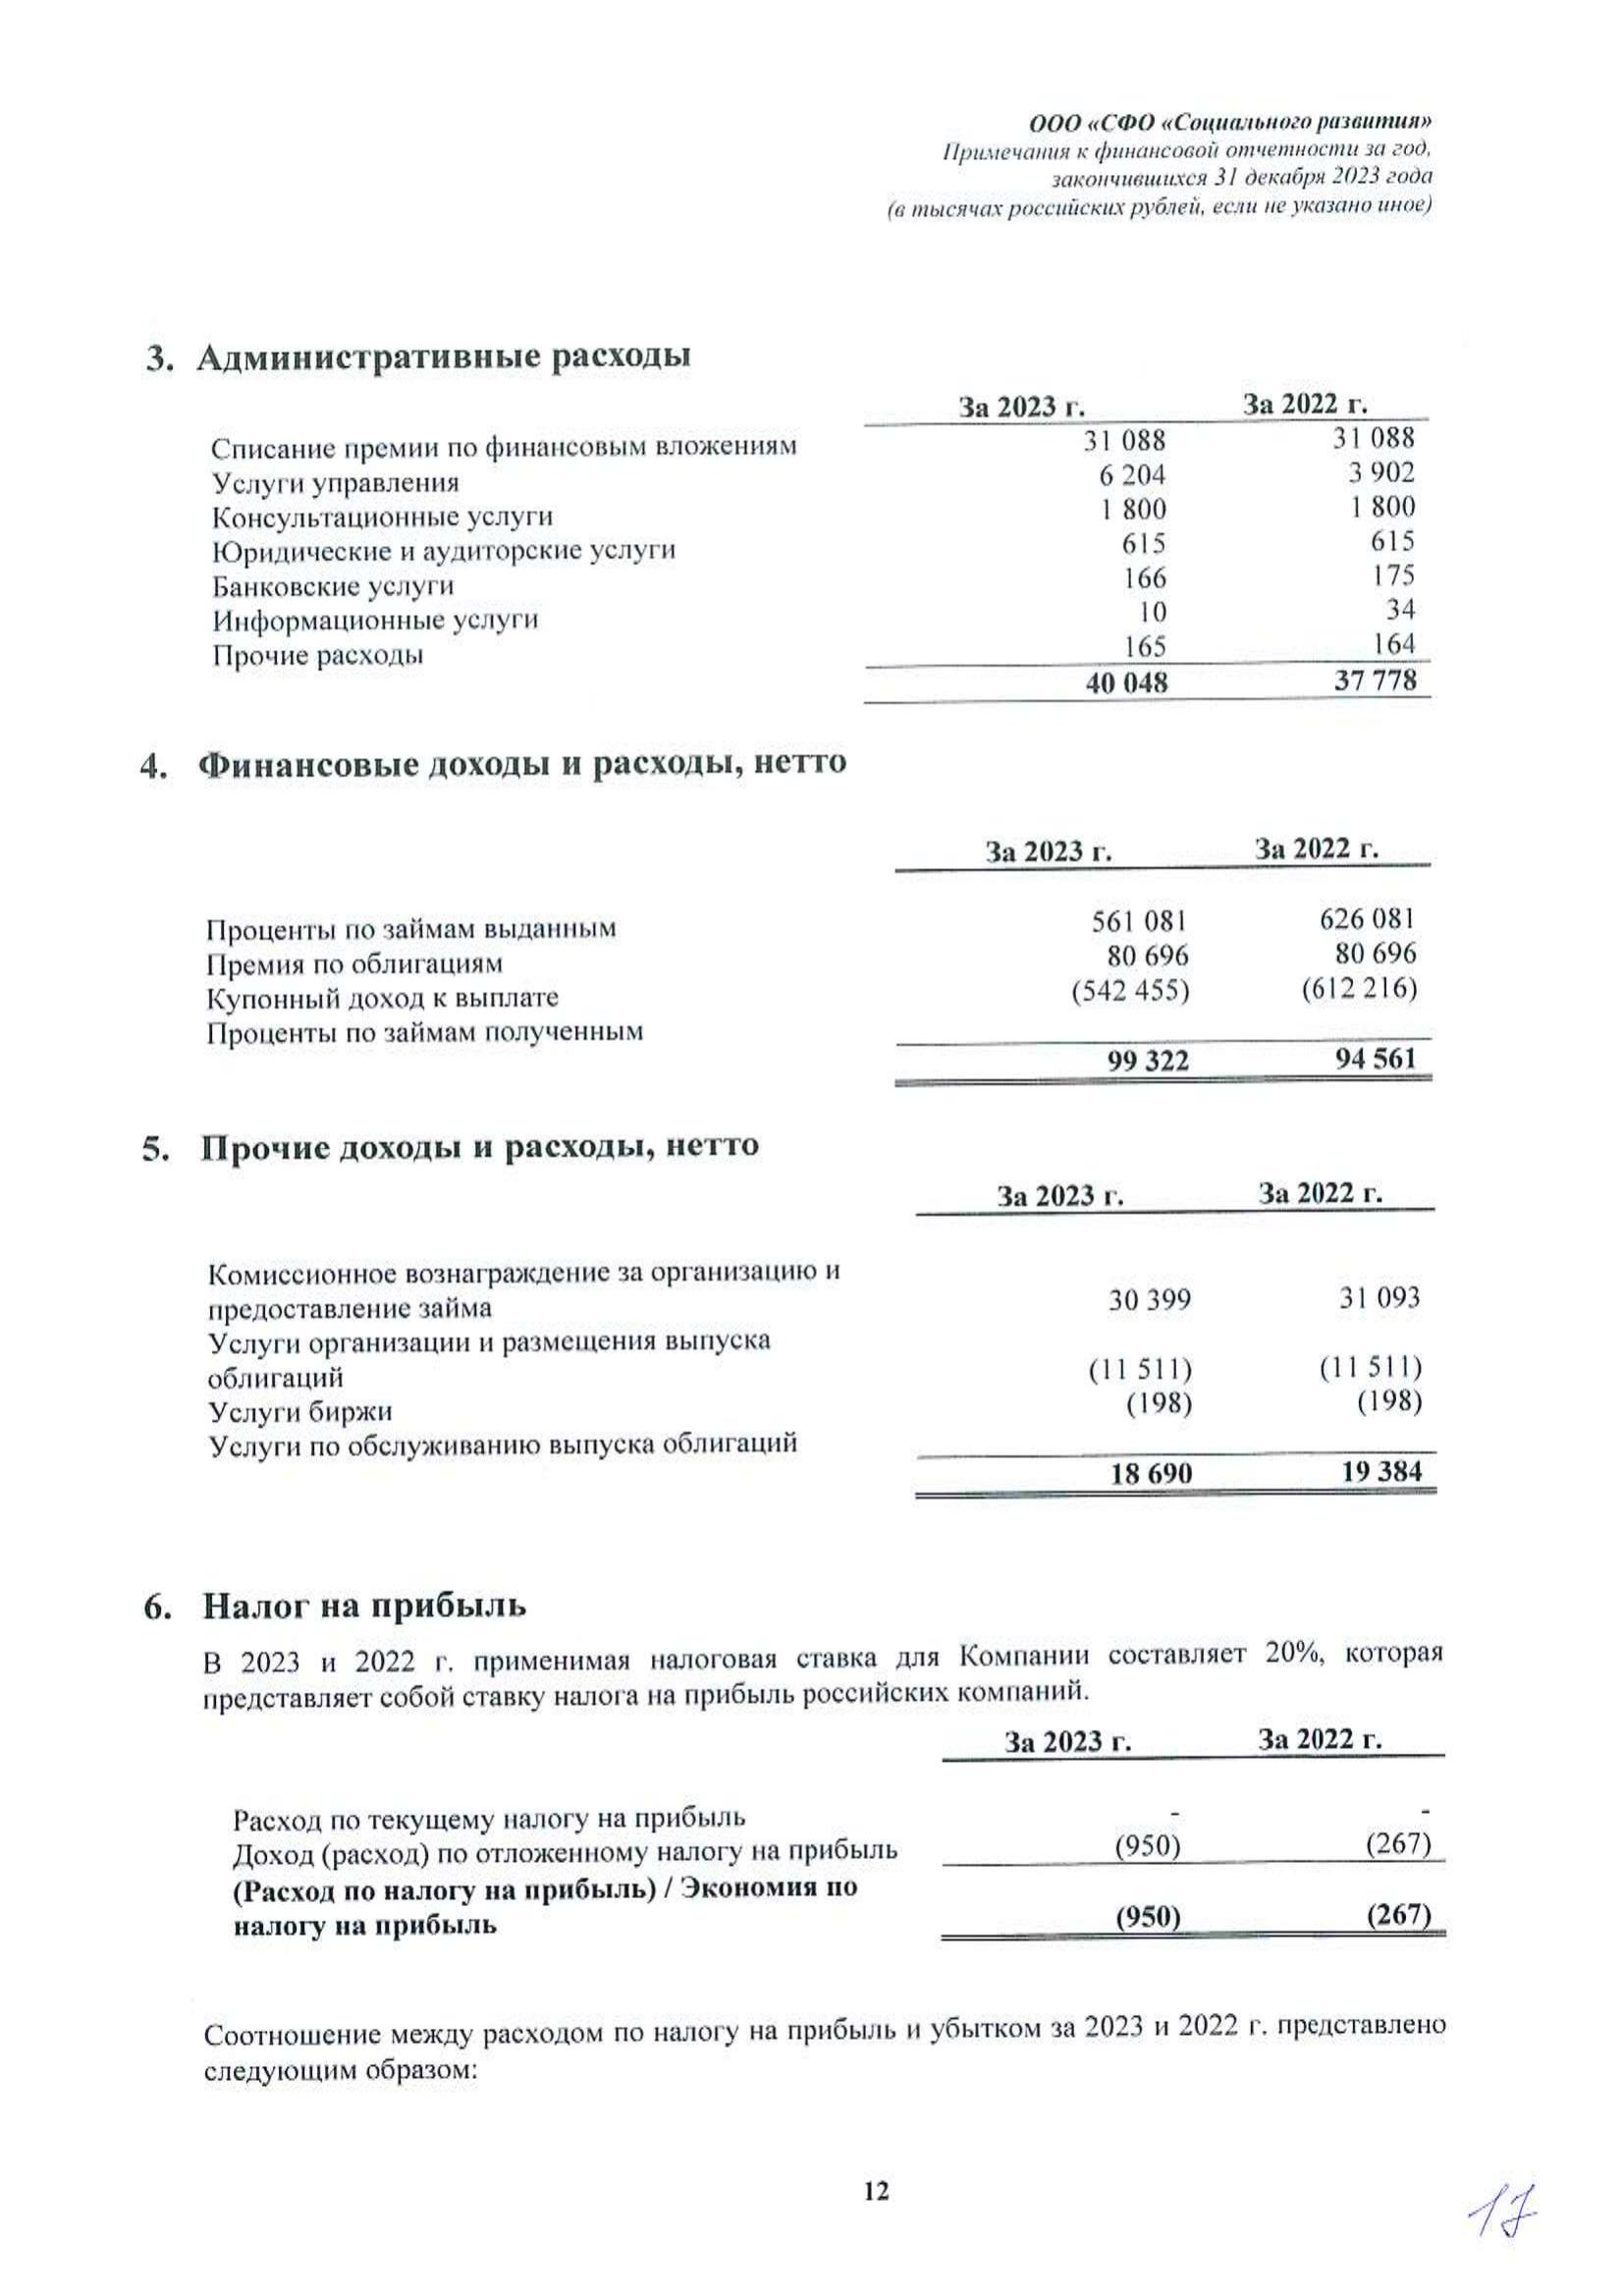 ООО «СФО «Социального развития»
Примечания к финансовой отчетности за год,
закончившихся 31 декабря 2023 года
(в тысячах российских рублей, если не указано иное)
3. Административные расходы
За 2023 г. За 2022 г.
Списание премии по финансовым вложениям 31 088 31 088
Услуги управления 6 204 3 902
Консультационные услуги 1 800 1 800
Юридические и аудиторские услуги 615 615
Банковские услуги 166 175
Информационные услуги 10 34
Прочие расходы 165 164
40 048 37 778
4. Финансовые доходы и расходы, нетто
За 2023 г. За 2022 г.
Проценты по займам выданным 561 081 626 081
Премия по облигациям 80 696 80 696
Купонный доход к выплате (542 455) (612 216)
Проценты по займам полученным
99 322 94 561
5. Прочие доходы и расходы, нетто
За 2023 г. За 2022 г.
Комиссионное вознаграждение за организацию и
предоставление займа 30 399 31 093
Услуги организации и размещения выпуска
облигаций (11 511) (11 511)
Услуги биржи (198) (198)
Услуги по обслуживанию выпуска облигаций
18 690 19 384
6. Налог на прибыль
В 2023 и 2022 г. применимая налоговая ставка для Компании составляет 20%, которая
представляет собой ставку налога на прибыль российских компаний.
За 2023 г. За 2022 г.
Расход по текущему налогу на прибыль - -
Доход (расход) по отложенному налогу на прибыль (950) (267)
(Расход по налогу на прибыль) / Экономия по
налогу на прибыль (950) (267)
Соотношение между расходом по налогу на прибыль и убытком за 2023 и 2022 г. представлено
следующим образом:
12
17